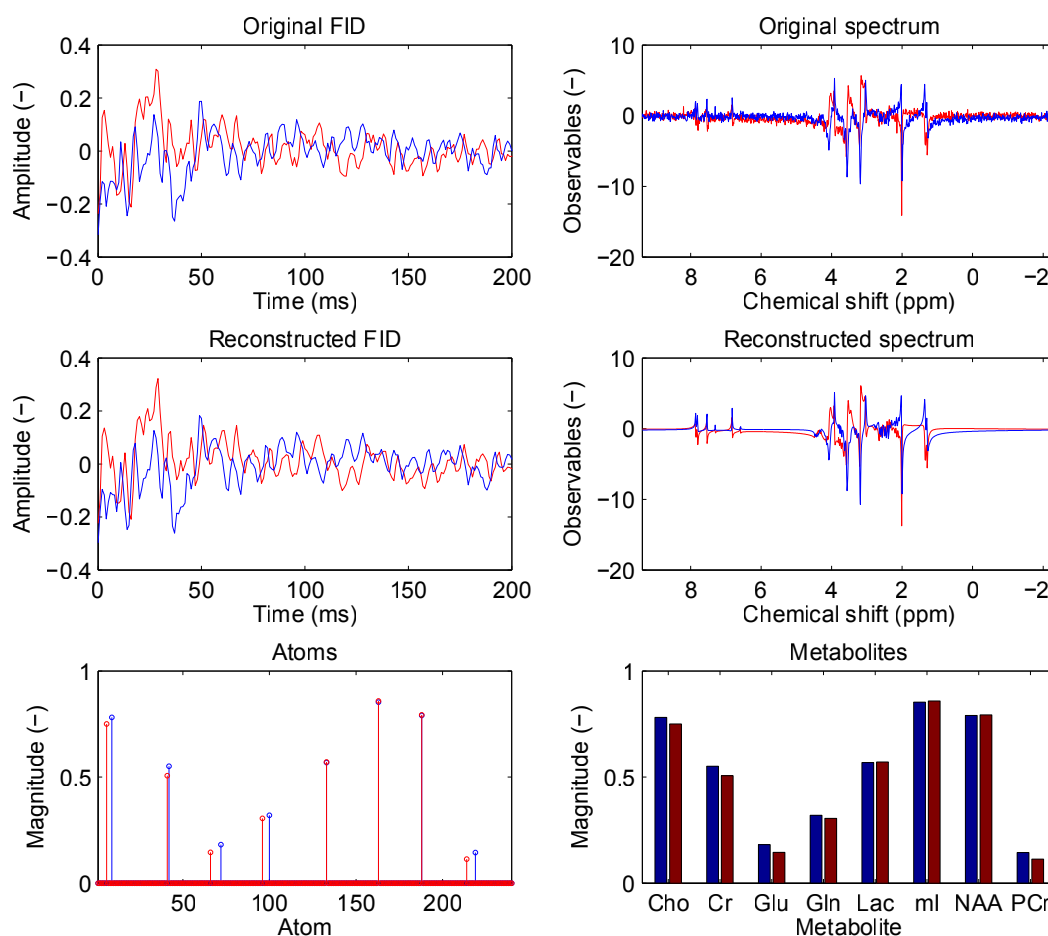 Original FID
Amplitude (−)
0.4
0.2
0
−0.2
−0.4
0 50 100 150 200
Time (ms)
Original spectrum
Observables (−)
10
0
−10
−20
8 6 4 2 0 −2
Chemical shift (ppm)
Reconstructed FID
Amplitude (−)
0.4
0.2
0
−0.2
−0.4
0 50 100 150 200
Time (ms)
Reconstructed spectrum
Observables (−)
10
0
−10
−20
8 6 4 2 0 −2
Chemical shift (ppm)
Atoms
Magnitude (−)
1
0.5
0
50 100 150 200
Atom
Metabolites
Magnitude (−)
1
0.5
0
Cho Cr Glu Gln Lac mI NAA PCr
Metabolite